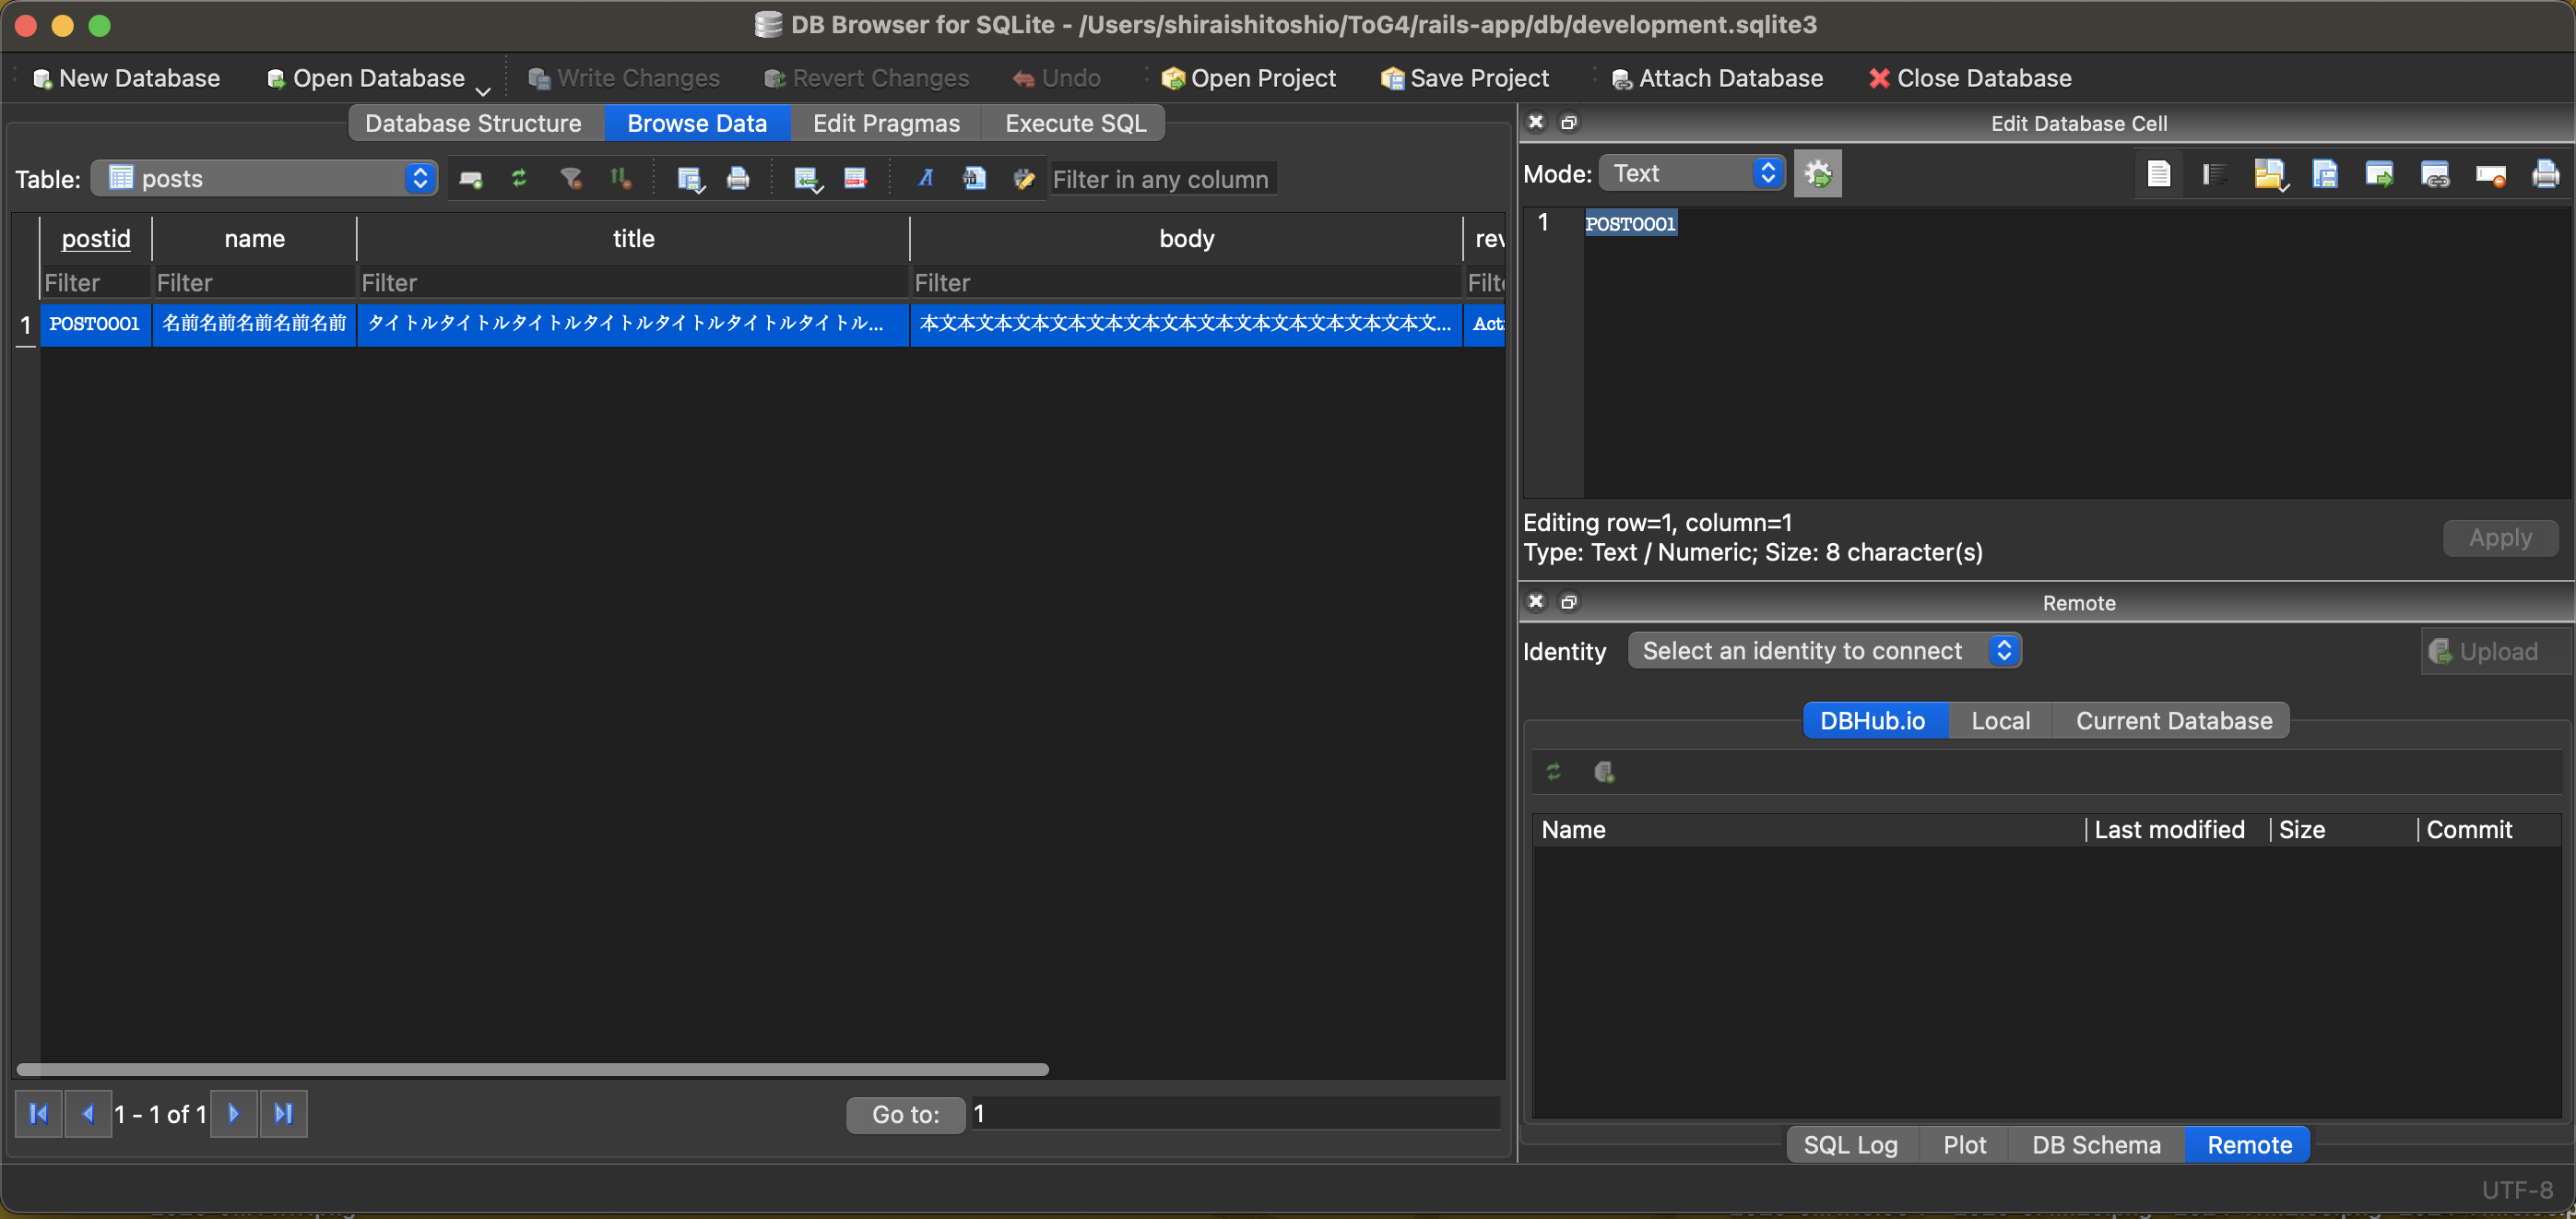 DB Browser for SQLite - /Users/shiraishitoshio/ToG4/rails-app/db/development.sqlite3
New Database Open Database Write Changes Revert Changes Undo Open Project Save Project Attach Database Close Database
Database Structure Browse Data Edit Pragmas Execute SQL
Table: posts Filter in any column
postid name title body rev
Filter Filter Filter Filter Filt
1 POST0001 名前名前名前名前名前 タイトルタイトルタイトルタイトルタイトルタイトルタイトル... 本文本文本文本文本文本文本文本文本文本文本文本文本文本文... Act
1 - 1 of 1 Go to: 1
Edit Database Cell
Mode: Text
1 POST0001
Editing row=1, column=1
Type: Text / Numeric; Size: 8 character(s)
Apply
Remote
Identity Select an identity to connect Upload
DBHub.io Local Current Database
Name Last modified Size Commit
SQL Log Plot DB Schema Remote
UTF-8